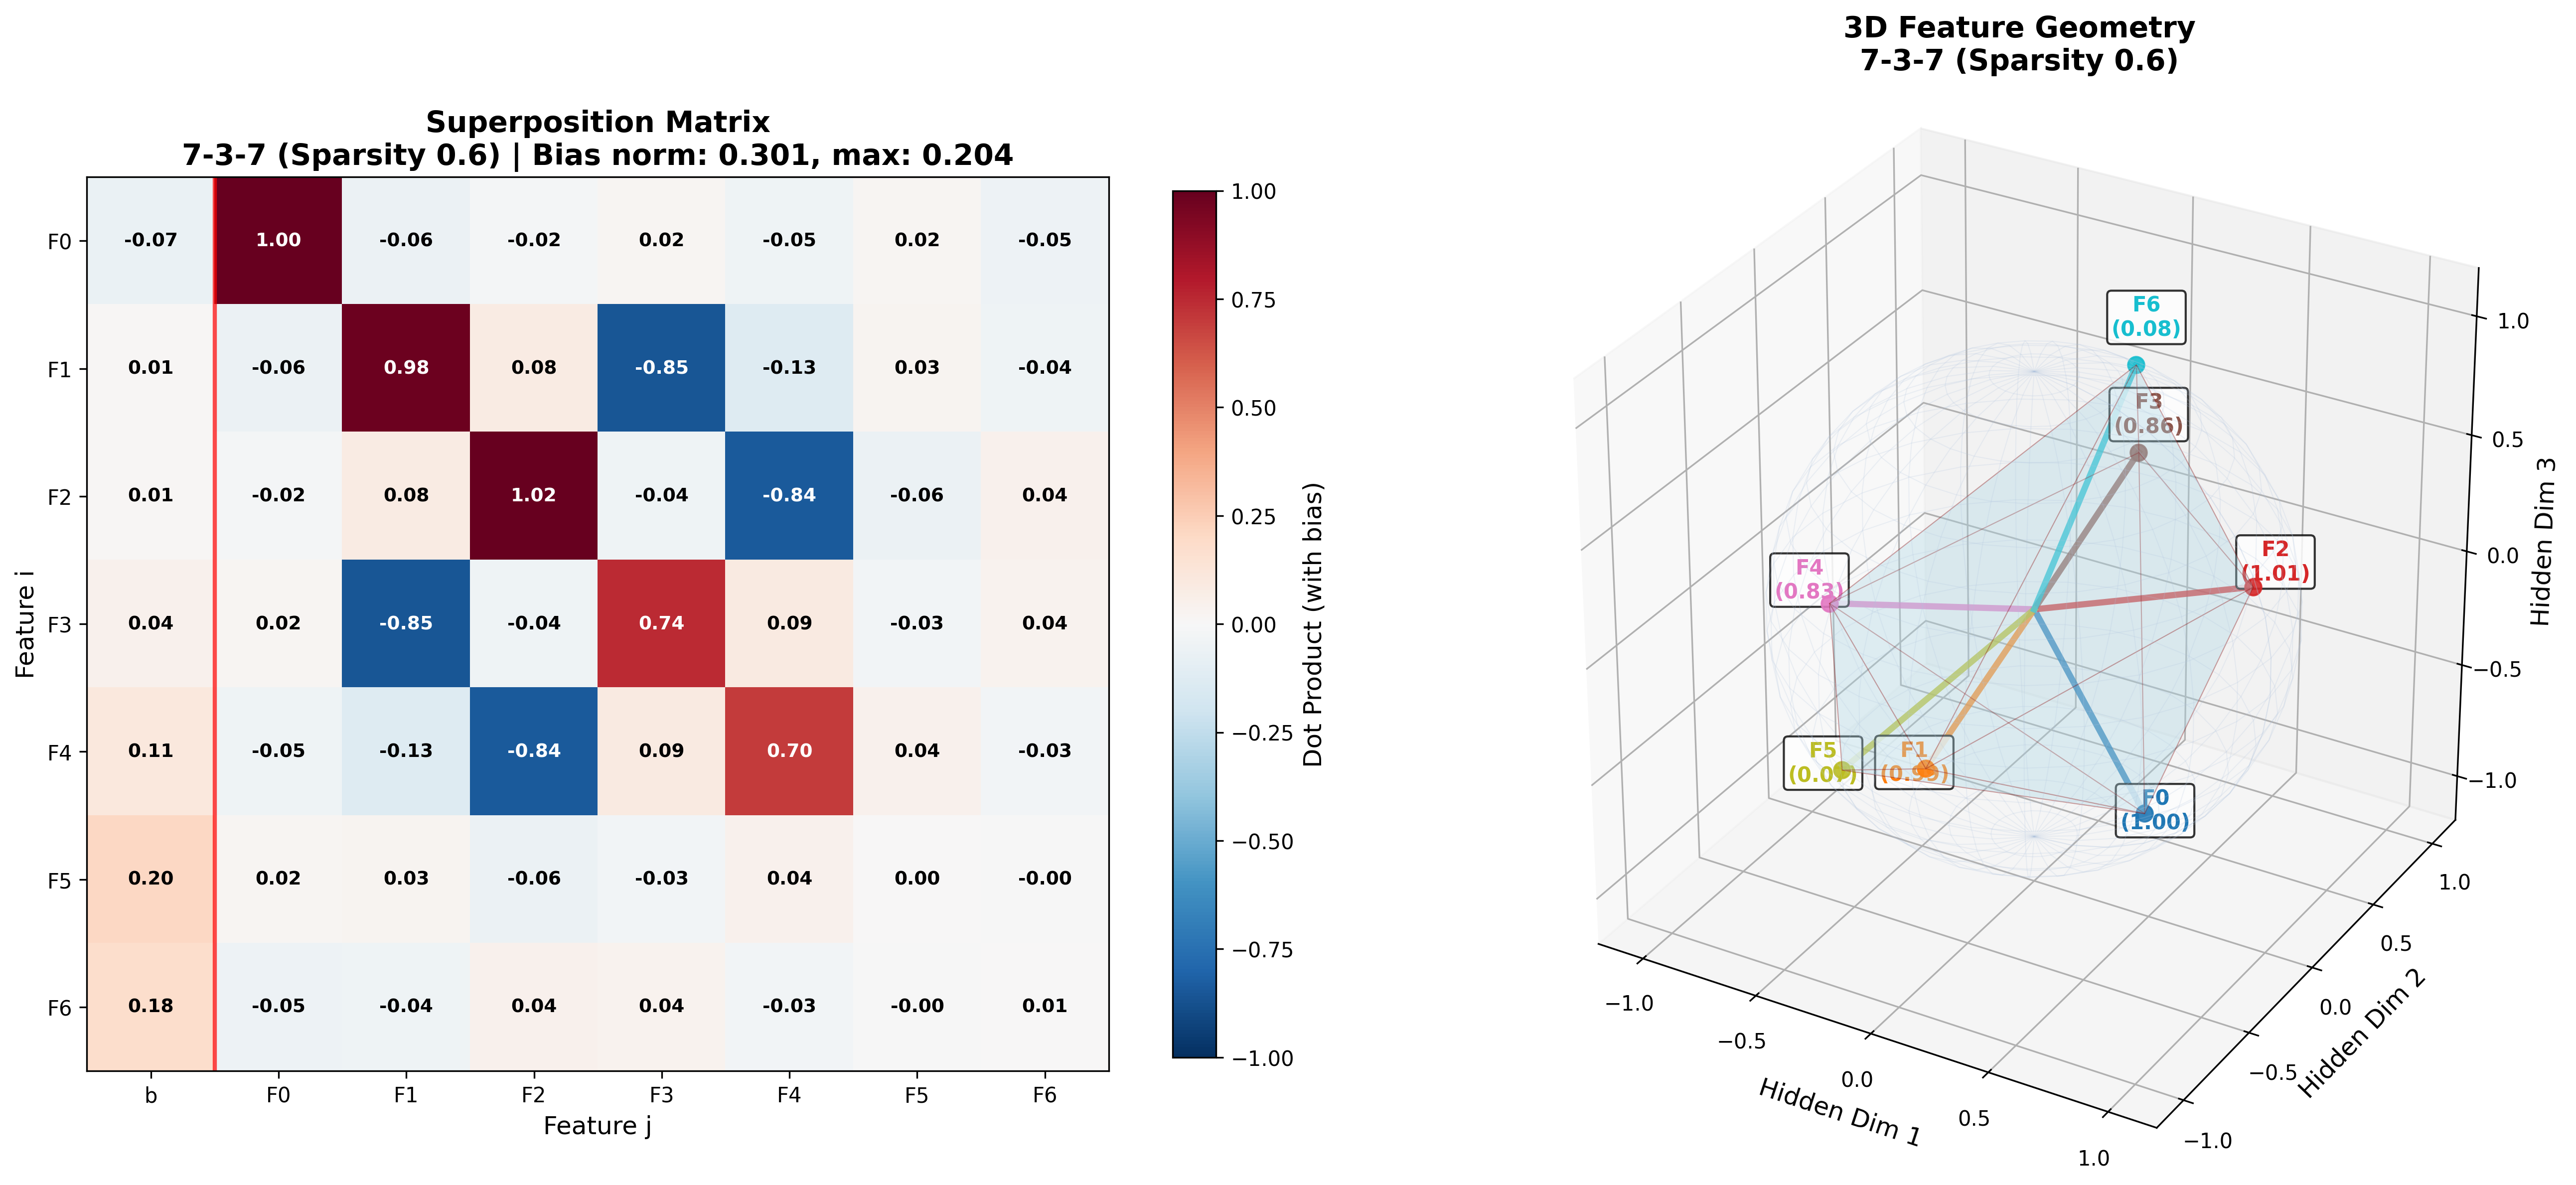 Superposition Matrix
7-3-7 (Sparsity 0.6) | Bias norm: 0.301, max: 0.204
Feature i
F0 -0.07 1.00 -0.06 -0.02 0.02 -0.05 0.02 -0.05
F1 0.01 -0.06 0.98 0.08 -0.85 -0.13 0.03 -0.04
F2 0.01 -0.02 0.08 1.02 -0.04 -0.84 -0.06 0.04
F3 0.04 0.02 -0.85 -0.04 0.74 0.09 -0.03 0.04
F4 0.11 -0.05 -0.13 -0.84 0.09 0.70 0.04 -0.03
F5 0.20 0.02 0.03 -0.06 -0.03 0.04 0.00 -0.00
F6 0.18 -0.05 -0.04 0.04 0.04 -0.03 -0.00 0.01
b F0 F1 F2 F3 F4 F5 F6
Feature j
1.00
0.75
0.50
0.25
0.00
−0.25
−0.50
−0.75
−1.00
Dot Product (with bias)
3D Feature Geometry
7-3-7 (Sparsity 0.6)
F6
(0.08)
F3
(0.86)
F2
(1.01)
F4
(0.83)
F5
F1
F0
(1.00)
1.0
0.5
0.0
−0.5
−1.0
Hidden Dim 3
−1.0
−0.5
0.0
0.5
1.0
Hidden Dim 1
1.0
0.5
0.0
−0.5
−1.0
Hidden Dim 2